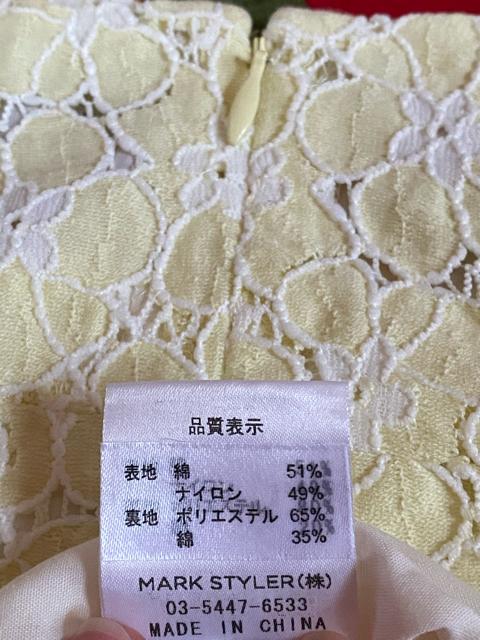 品質表示
表地 綿 51%
ナイロン 49%
裏地 ポリエステル 65%
綿 35%
MARK STYLER(株)
03-5447-6533
MADE IN CHINA